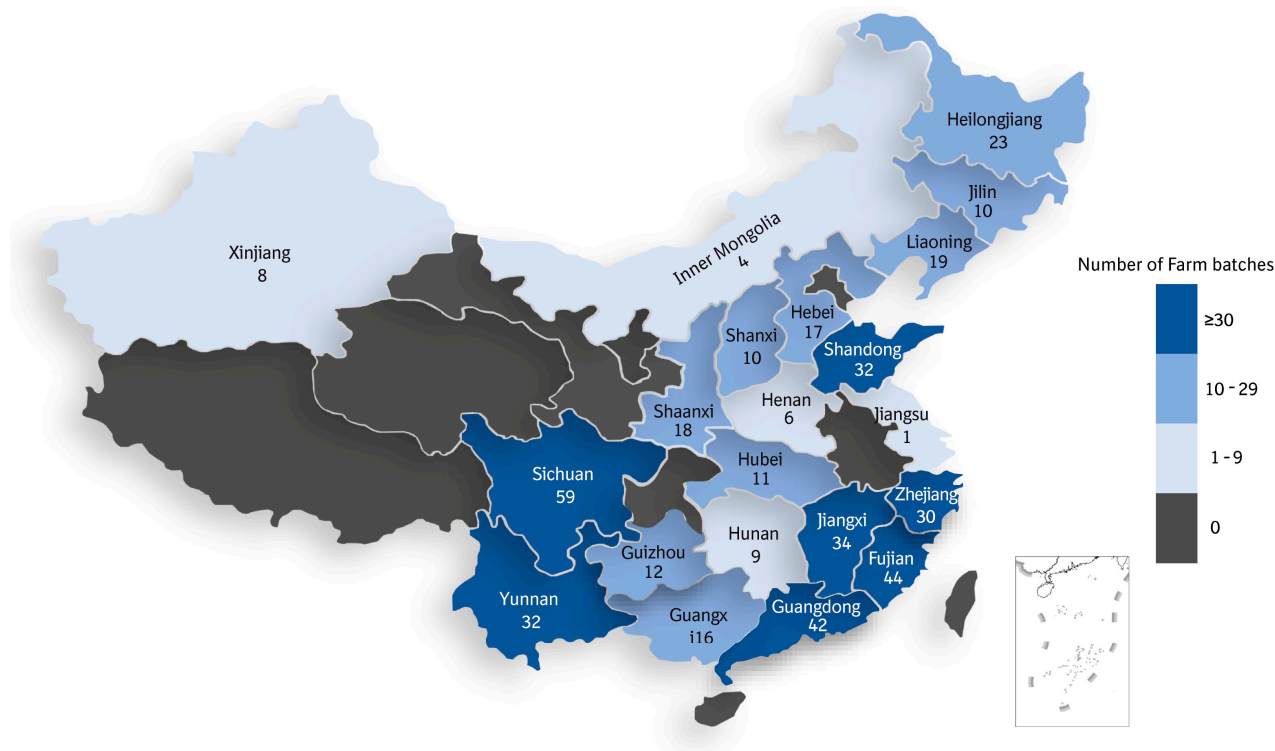 Heilongjiang
23
Jilin
10
Liaoning
19
Xinjiang
8
Inner Mongolia
4
Number of Farm batches
≥30
10 - 29
1 - 9
0
Hebei
17
Shanxi
10
Shandong
32
Henan
6
Jiangsu
1
Shaanxi
18
Hubei
11
Sichuan
59
Zhejiang
30
Jiangxi
34
Hunan
9
Fujian
44
Guizhou
12
Yunnan
32
Guangx
i16
Guangdong
42